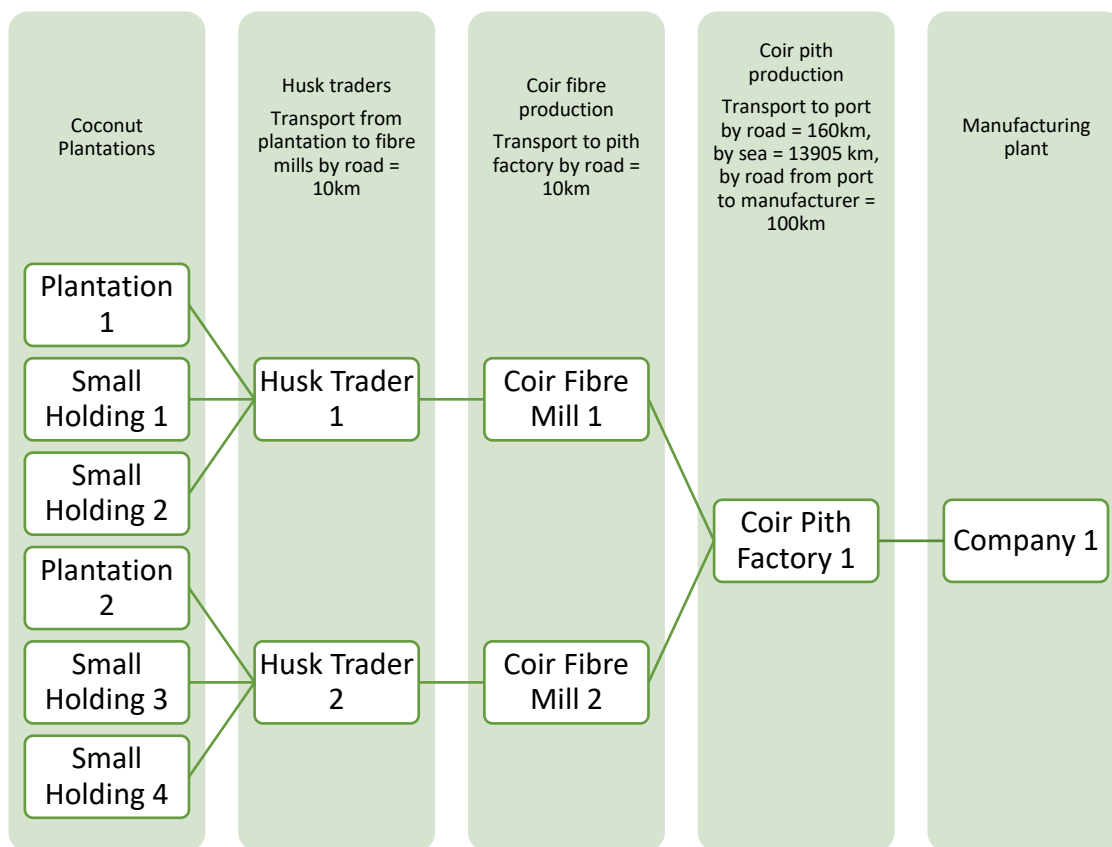 Coconut
Plantations
Husk traders
Transport from
plantation to fibre
mills by road =
10km
Coir fibre
production
Transport to pith
factory by road =
10km
Coir pith
production
Transport to port
by road = 160km,
by sea = 13905 km,
by road from port
to manufacturer =
100km
Manufacturing
plant
Plantation
1
Small
Holding 1
Small
Holding 2
Plantation
2
Small
Holding 3
Small
Holding 4
Husk Trader
1
Husk Trader
2
Coir Fibre
Mill 1
Coir Fibre
Mill 2
Coir Pith
Factory 1
Company 1